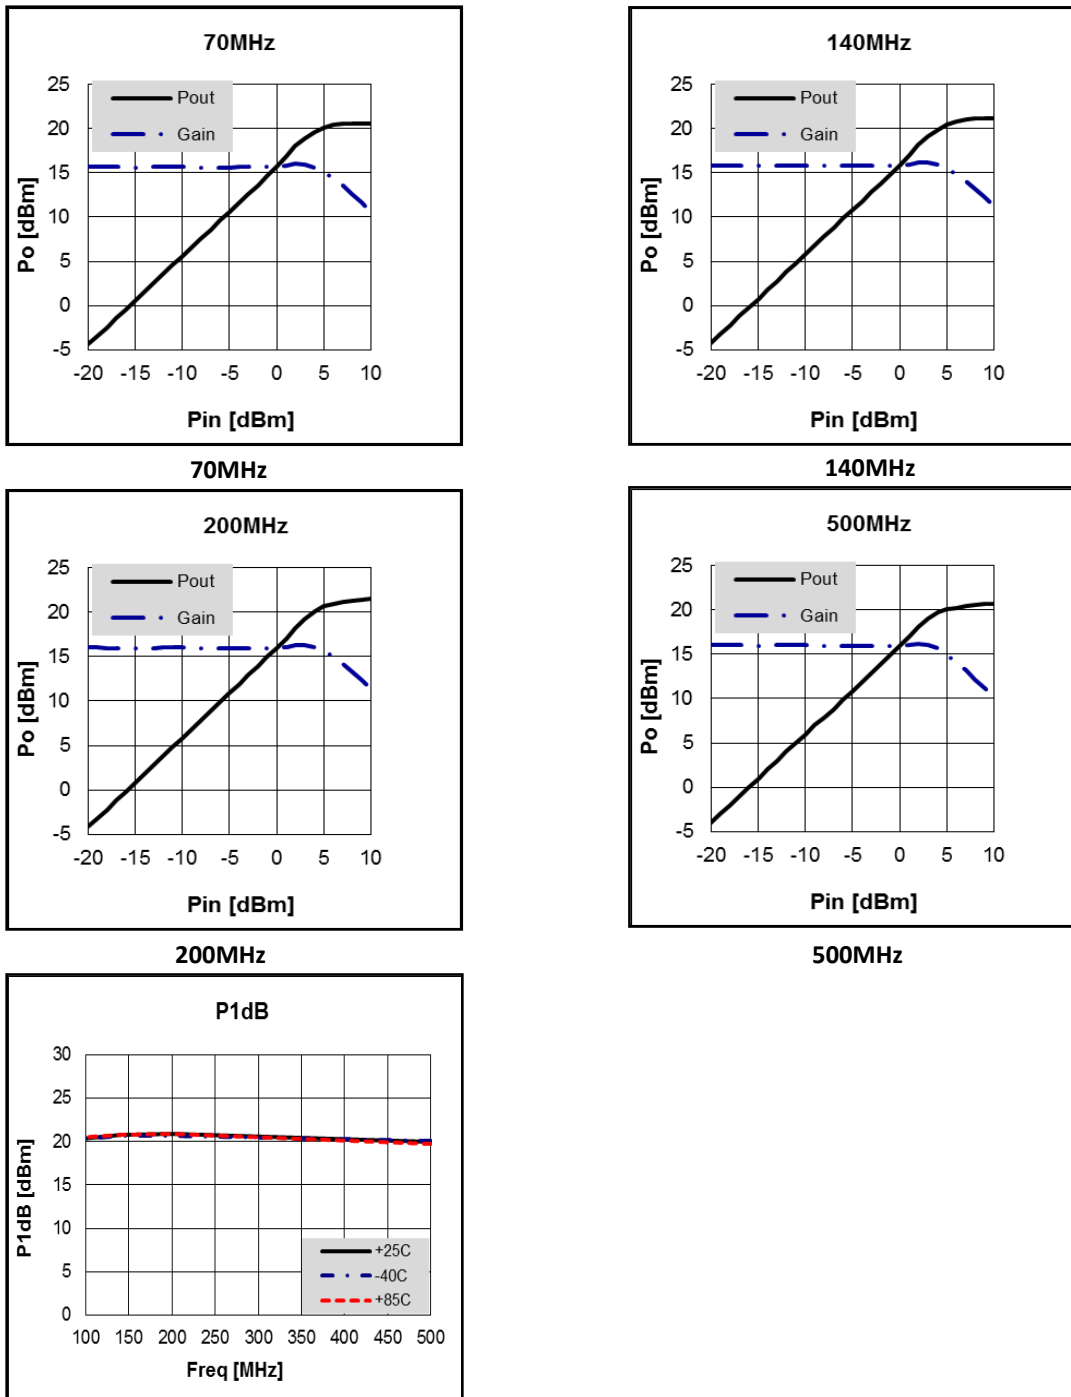 70MHz
25
20
15
10
5
0
-5
Po [dBm]
Pout
Gain
-20 -15 -10 -5 0 5 10
Pin [dBm]
70MHz
140MHz
25
20
15
10
5
0
-5
Po [dBm]
Pout
Gain
-20 -15 -10 -5 0 5 10
Pin [dBm]
140MHz
200MHz
25
20
15
10
5
0
-5
Po [dBm]
Pout
Gain
-20 -15 -10 -5 0 5 10
Pin [dBm]
200MHz
500MHz
25
20
15
10
5
0
-5
Po [dBm]
Pout
Gain
-20 -15 -10 -5 0 5 10
Pin [dBm]
500MHz
P1dB
30
25
20
15
10
5
0
P1dB [dBm]
+25C
-40C
+85C
100 150 200 250 300 350 400 450 500
Freq [MHz]